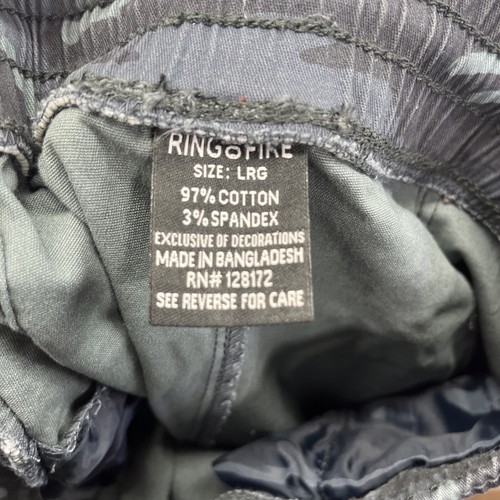 RING OF FIRE
SIZE: LRG
97% COTTON
3% SPANDEX
EXCLUSIVE OF DECORATIONS
MADE IN BANGLADESH
RN# 128172
SEE REVERSE FOR CARE